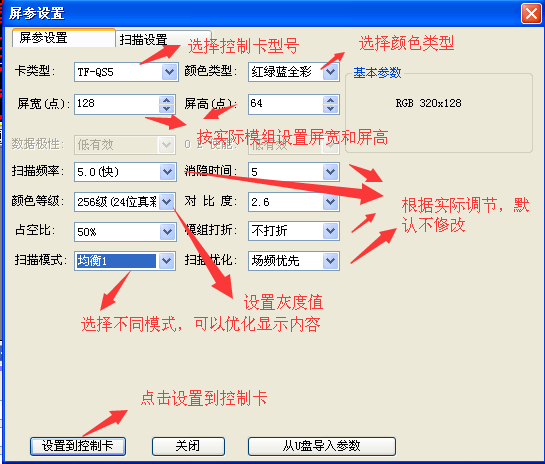 屏参设置
屏参设置 扫描设置
选择控制卡型号 选择颜色类型
卡类型: TF-QS5 颜色类型: 红绿蓝全彩 基本参数
屏宽(点): 128 屏高(点): 64 RGB 320x128
按实际模组设置屏宽和屏高
数据极性: 低有效 低有效
扫描频率: 5.0(快) 消隐时间: 5
颜色等级: 256级(24位真彩 对 比 度: 2.6
根据实际调节，默
认不修改
占空比: 50% 模组打折: 不打折
扫描模式: 均衡1 扫描优化: 场频优先
设置灰度值
选择不同模式，可以优化显示内容
点击设置到控制卡
设置到控制卡 关闭 从U盘导入参数